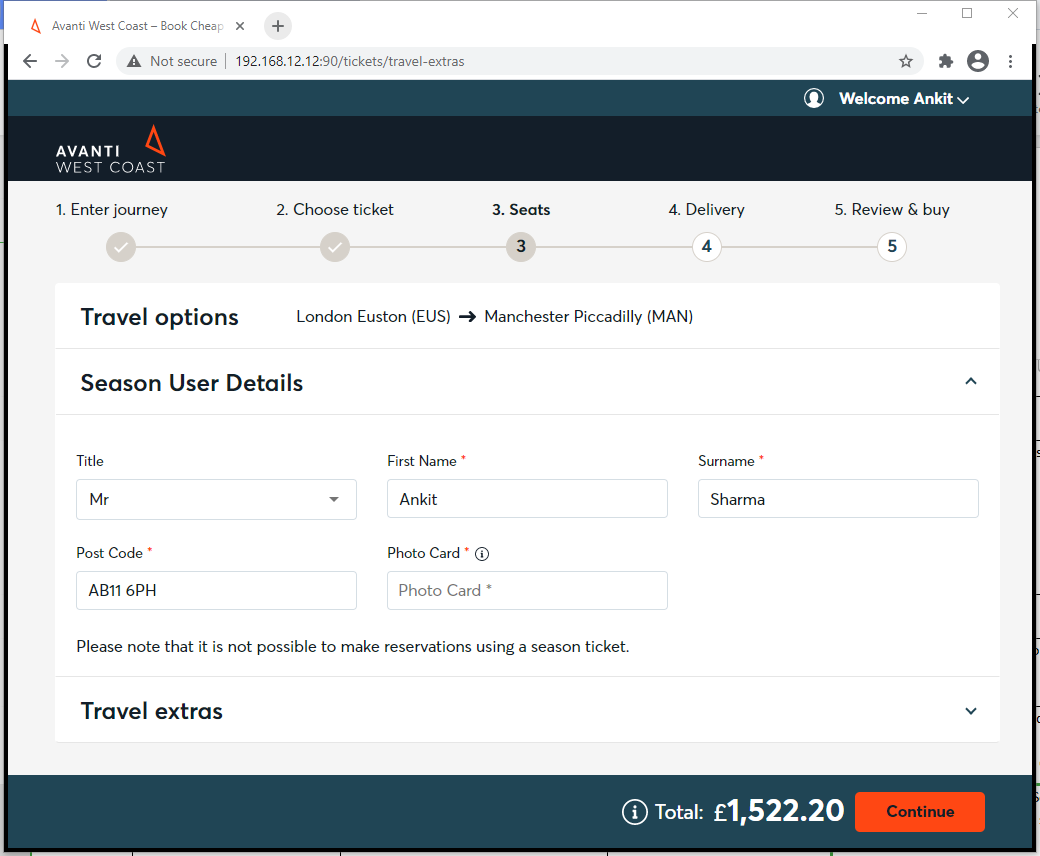 Avanti West Coast – Book Cheap
Not secure 192.168.12.12:90/tickets/travel-extras
Welcome Ankit
AVANTI
WEST COAST
1. Enter journey 2. Choose ticket 3. Seats 4. Delivery 5. Review & buy
3 4 5
Travel options London Euston (EUS) → Manchester Piccadilly (MAN)
Season User Details
Title First Name * Surname *
Mr Ankit Sharma
Post Code * Photo Card *
AB11 6PH Photo Card *
Please note that it is not possible to make reservations using a season ticket.
Travel extras
Total: £1,522.20 Continue